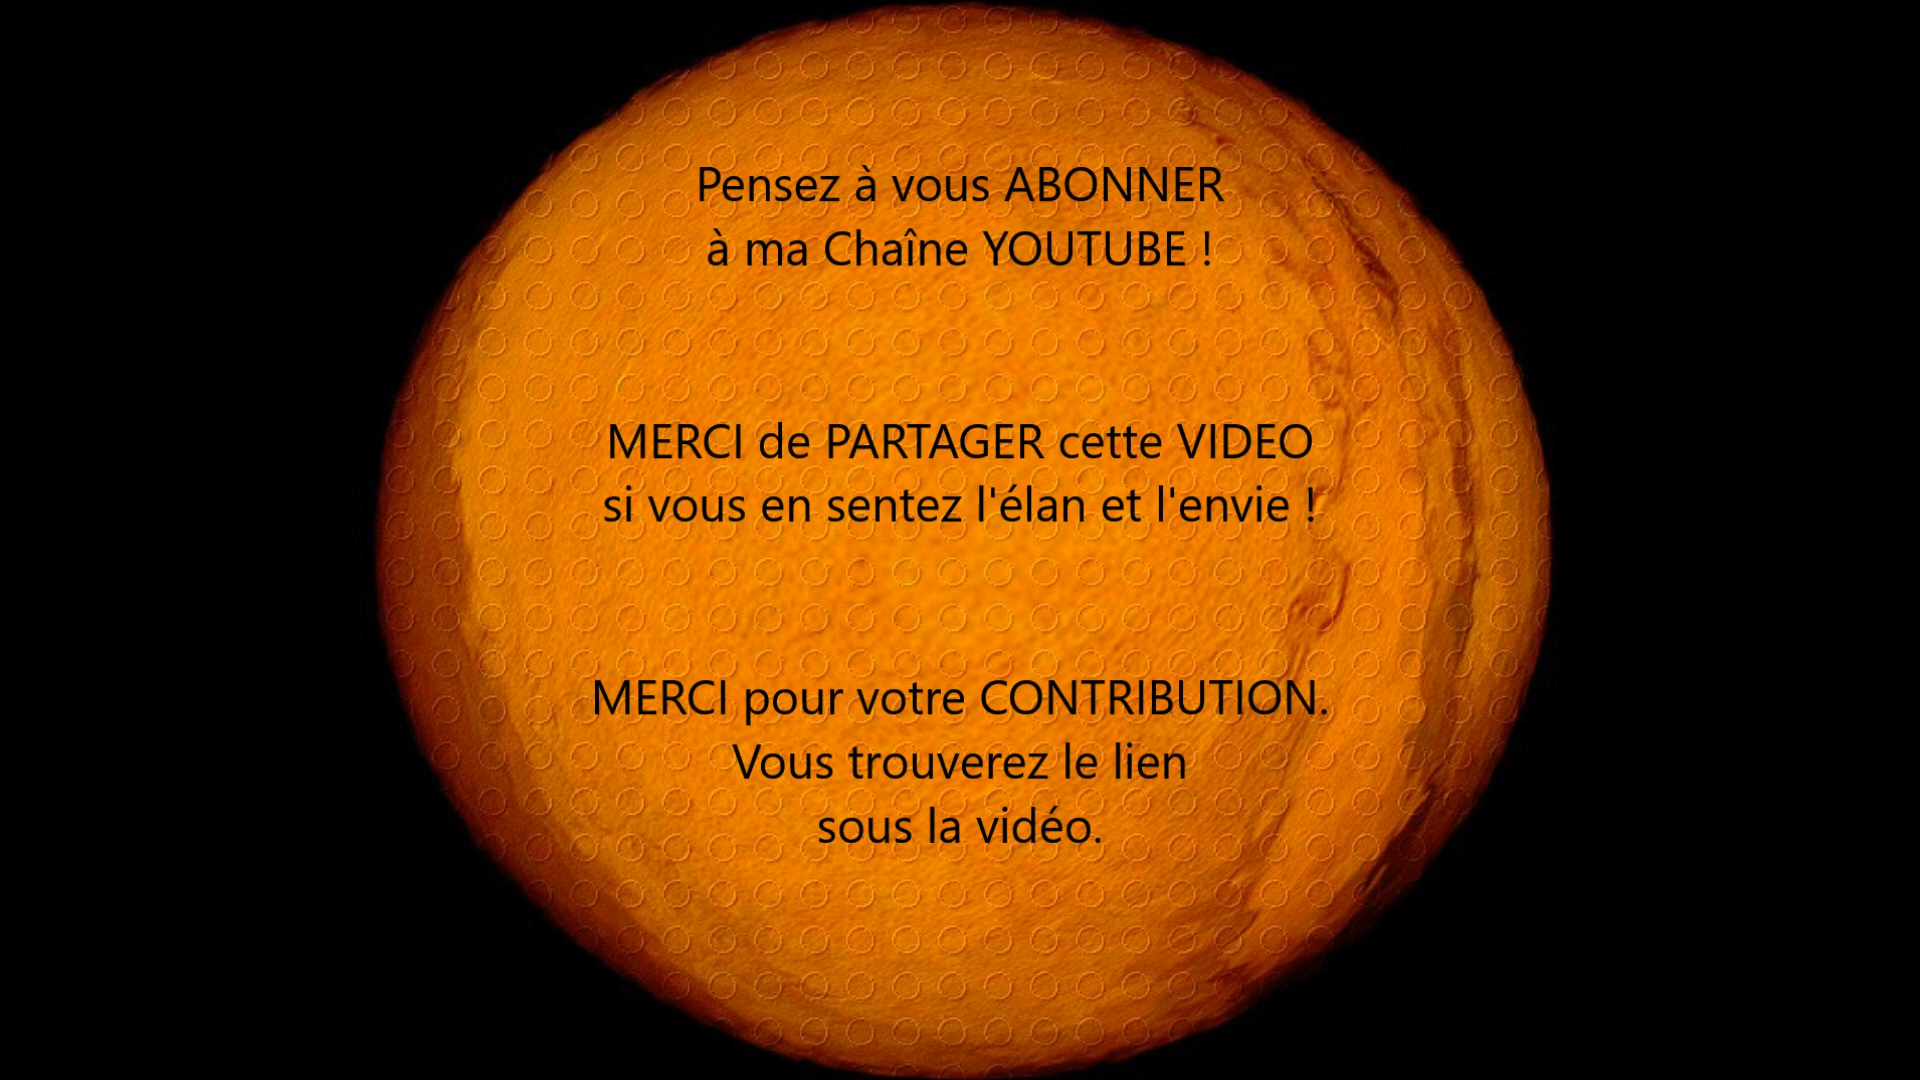 Pensez à vous ABONNER
à ma Chaîne YOUTUBE !
MERCI de PARTAGER cette VIDEO
si vous en sentez l'élan et l'envie !
MERCI pour votre CONTRIBUTION.
Vous trouverez le lien
sous la vidéo.